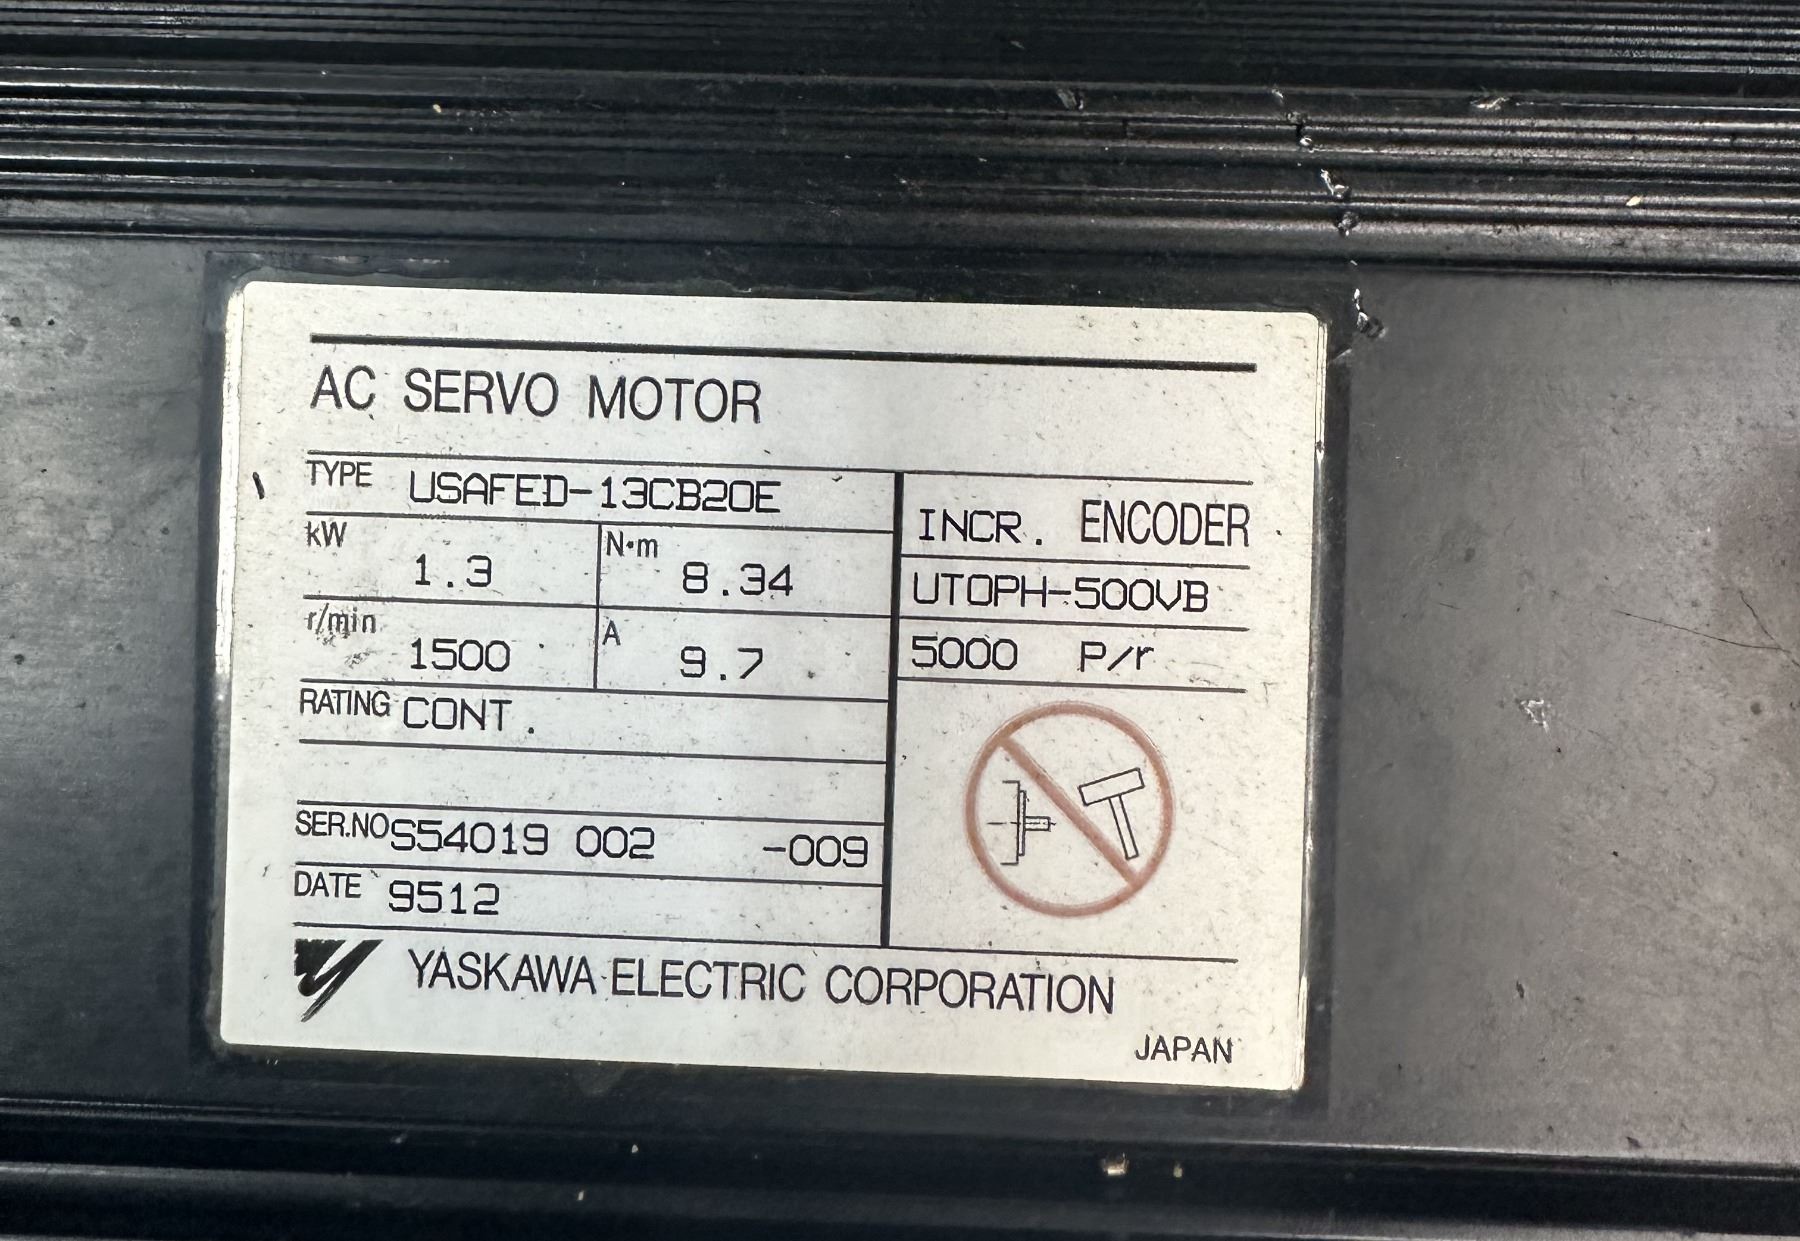 AC SERVO MOTOR
TYPE USAFED-13CB20E
kW 1.3 N·m 8.34
r/min 1500 A 9.7
RATING CONT.
SER.NO S54019 002 -009
DATE 9512
INCR. ENCODER
UTOPH-500VB
5000 P/r
YASKAWA ELECTRIC CORPORATION
JAPAN